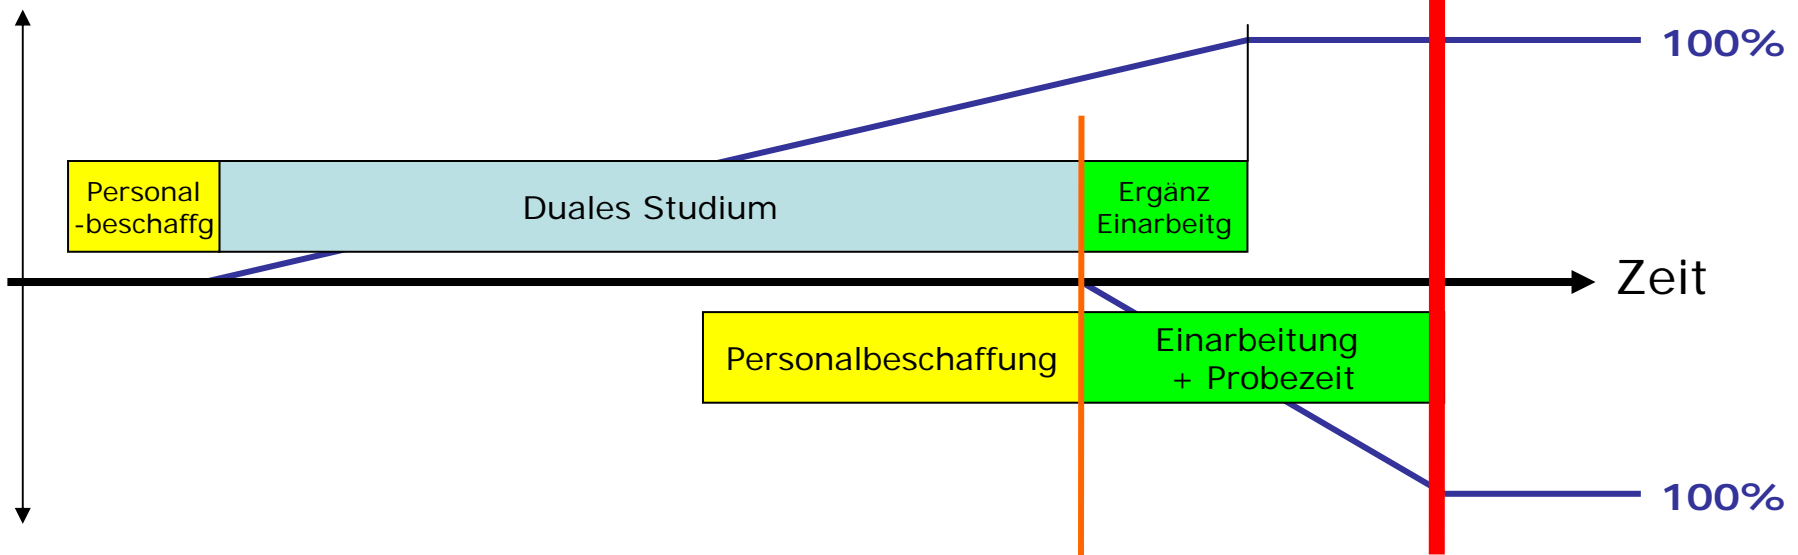 100%
Personal
-beschaffg
Duales Studium
Ergänz
Einarbeitg
Zeit
Personalbeschaffung
Einarbeitung
+ Probezeit
100%